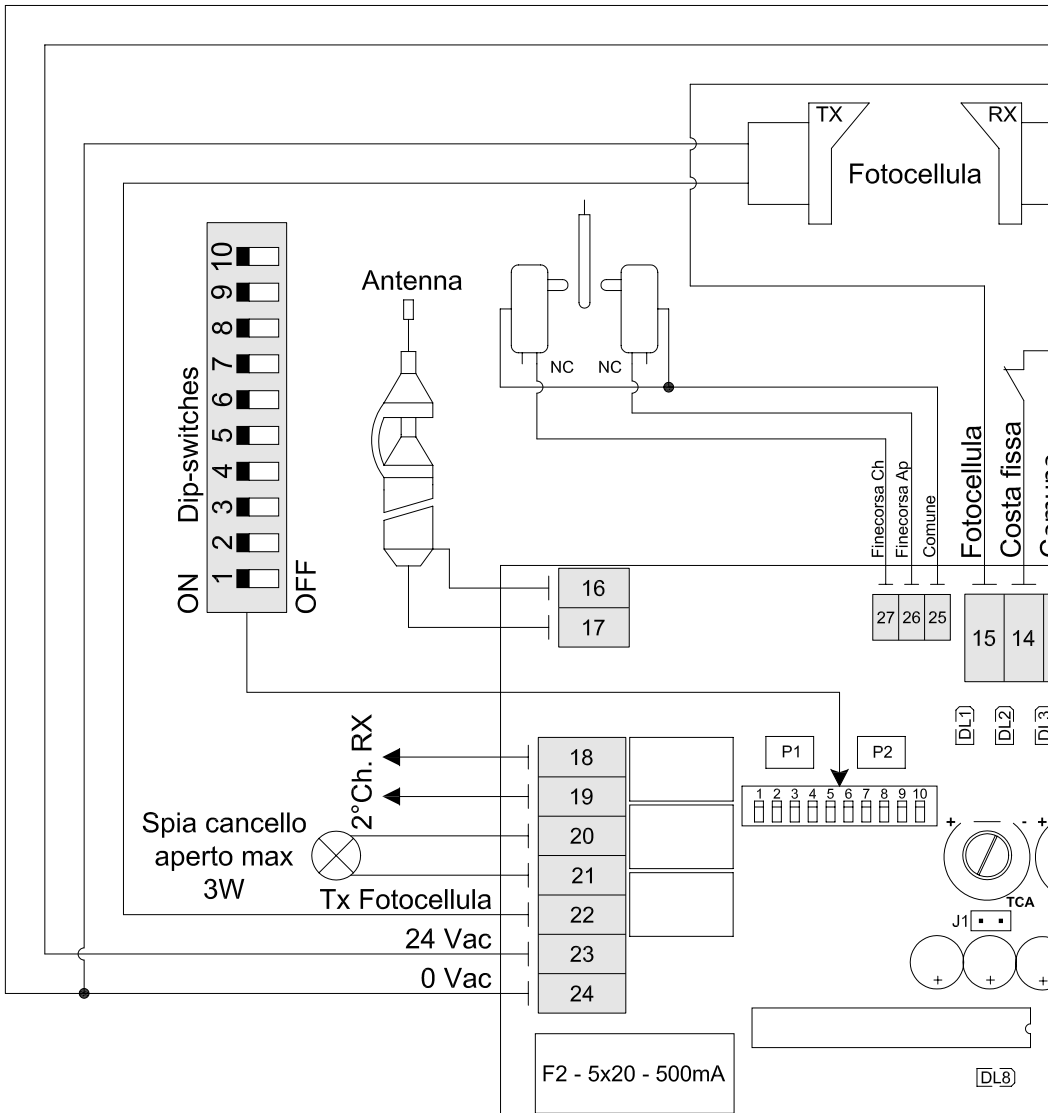 TX
RX
Fotocellula
Antenna
NC
NC
10
9
8
7
6
5
4
3
2
1
Dip-switches
ON
OFF
Finecorsa Ch
Finecorsa Ap
Comune
Fotocellula
Costa fissa
16
17
27
26
25
15
14
DL1
DL2
DL3
2°Ch. RX
18
19
20
21
22
23
24
P1
P2
1 2 3 4 5 6 7 8 9 10
Spia cancello
aperto max
3W
Tx Fotocellula
24 Vac
0 Vac
+ - +
TCA
J1
+ + +
F2 - 5x20 - 500mA
DL8